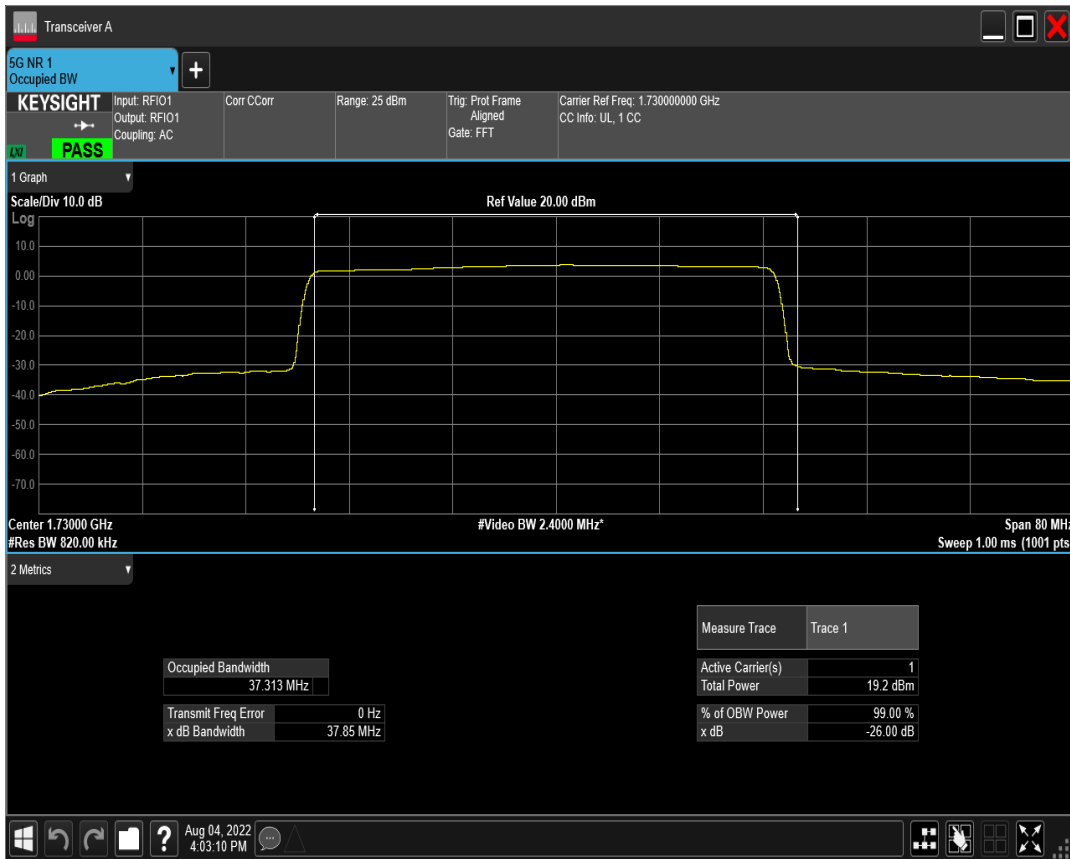 Transceiver A
5G NR 1
Occupied BW
KEYSIGHT
LXI
PASS
Input: RFIO1
Output: RFIO1
Coupling: AC
Corr CCorr
Range: 25 dBm
Trig: Prot Frame
Aligned
Gate: FFT
Carrier Ref Freq: 1.730000000 GHz
CC Info: UL, 1 CC
1 Graph
Scale/Div 10.0 dB
Ref Value 20.00 dBm
Log
10.0
0.00
-10.0
-20.0
-30.0
-40.0
-50.0
-60.0
-70.0
Center 1.73000 GHz
#Video BW 2.4000 MHz*
Span 80 MHz
#Res BW 820.00 kHz
Sweep 1.00 ms (1001 pts
2 Metrics
Measure Trace Trace 1
Occupied Bandwidth
37.313 MHz
Active Carrier(s) 1
Total Power 19.2 dBm
Transmit Freq Error 0 Hz
x dB Bandwidth 37.85 MHz
% of OBW Power 99.00 %
x dB -26.00 dB
?
Aug 04, 2022
4:03:10 PM